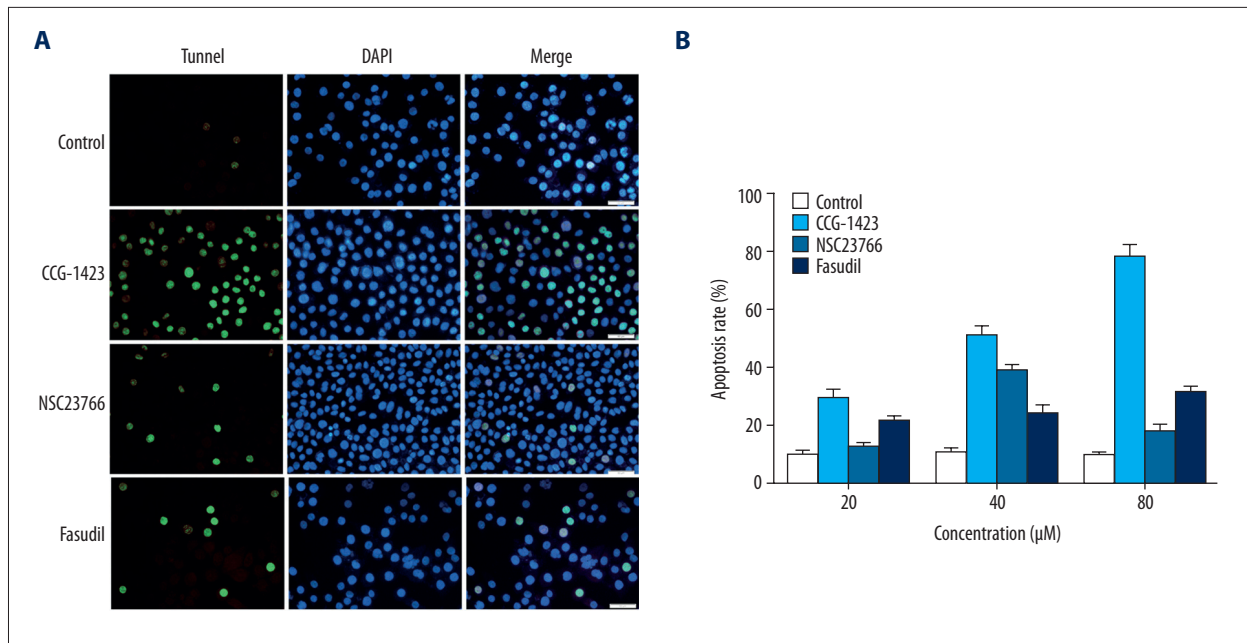 A
Tunnel DAPI Merge
Control
CCG-1423
NSC23766
Fasudil
B
Apoptosis rate (%)
100
80
60
40
20
0
Control
CCG-1423
NSC23766
Fasudil
20 40 80
Concentration (µM)